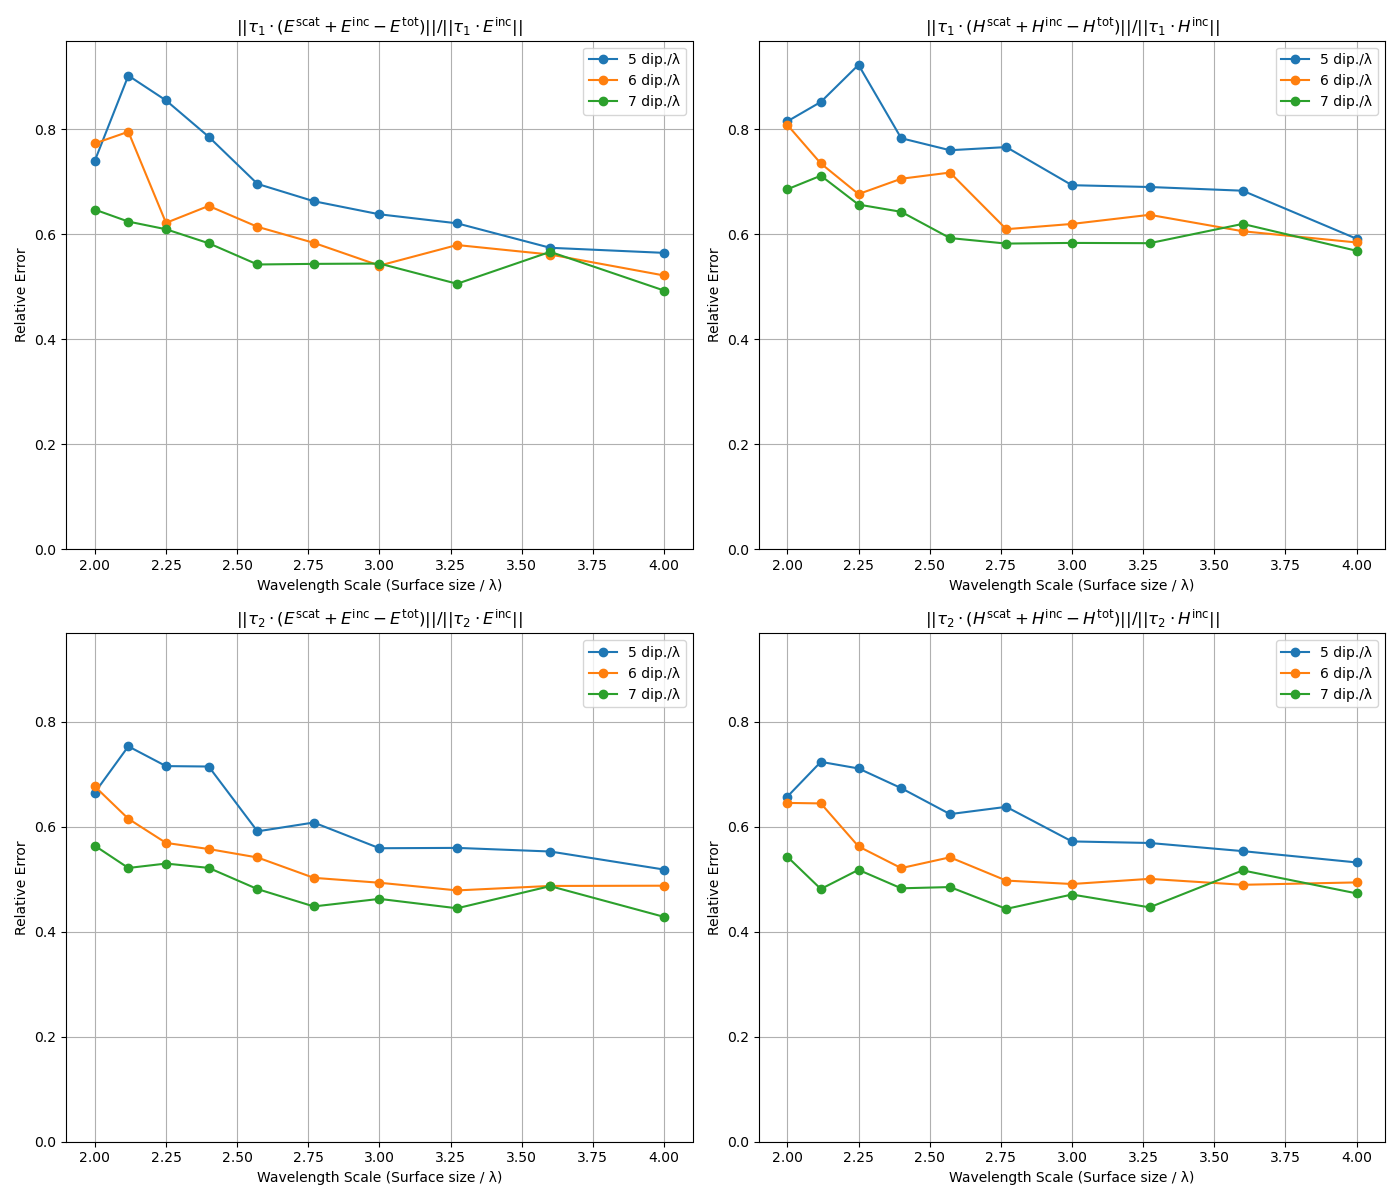 ||τ₁ · (E^scat + E^inc − E^tot)||/||τ₁ · E^inc||
5 dip./λ
6 dip./λ
7 dip./λ
Relative Error
0.8
0.6
0.4
0.2
0.0
2.00 2.25 2.50 2.75 3.00 3.25 3.50 3.75 4.00
Wavelength Scale (Surface size / λ)
||τ₁ · (H^scat + H^inc − H^tot)||/||τ₁ · H^inc||
5 dip./λ
6 dip./λ
7 dip./λ
Relative Error
0.8
0.6
0.4
0.2
0.0
2.00 2.25 2.50 2.75 3.00 3.25 3.50 3.75 4.00
Wavelength Scale (Surface size / λ)
||τ₂ · (E^scat + E^inc − E^tot)||/||τ₂ · E^inc||
5 dip./λ
6 dip./λ
7 dip./λ
Relative Error
0.8
0.6
0.4
0.2
0.0
2.00 2.25 2.50 2.75 3.00 3.25 3.50 3.75 4.00
Wavelength Scale (Surface size / λ)
||τ₂ · (H^scat + H^inc − H^tot)||/||τ₂ · H^inc||
5 dip./λ
6 dip./λ
7 dip./λ
Relative Error
0.8
0.6
0.4
0.2
0.0
2.00 2.25 2.50 2.75 3.00 3.25 3.50 3.75 4.00
Wavelength Scale (Surface size / λ)